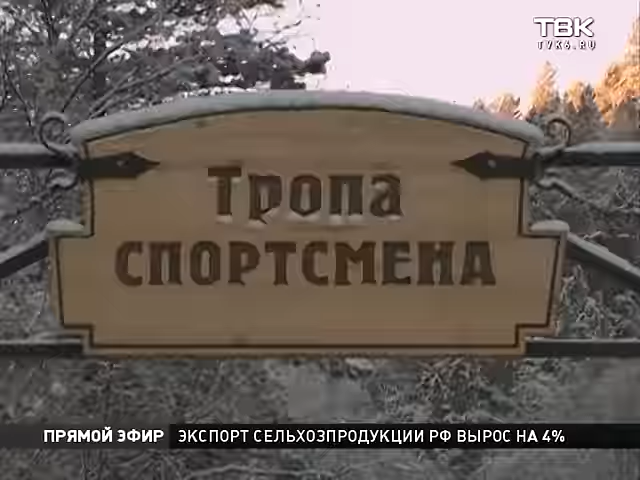 ТВК
TVK6.RU
Тропа
СПОРТСМЕНА
ПРЯМОЙ ЭФИР ЭКСПОРТ СЕЛЬХОЗПРОДУКЦИИ РФ ВЫРОС НА 4%